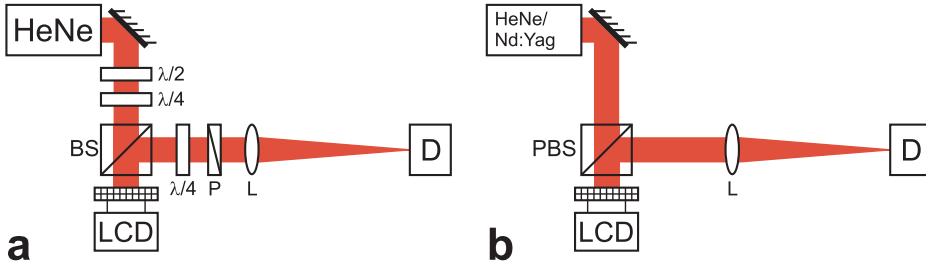 HeNe
λ/2
λ/4
BS
λ/4
P
L
D
LCD
a
HeNe/
Nd:Yag
PBS
L
D
LCD
b